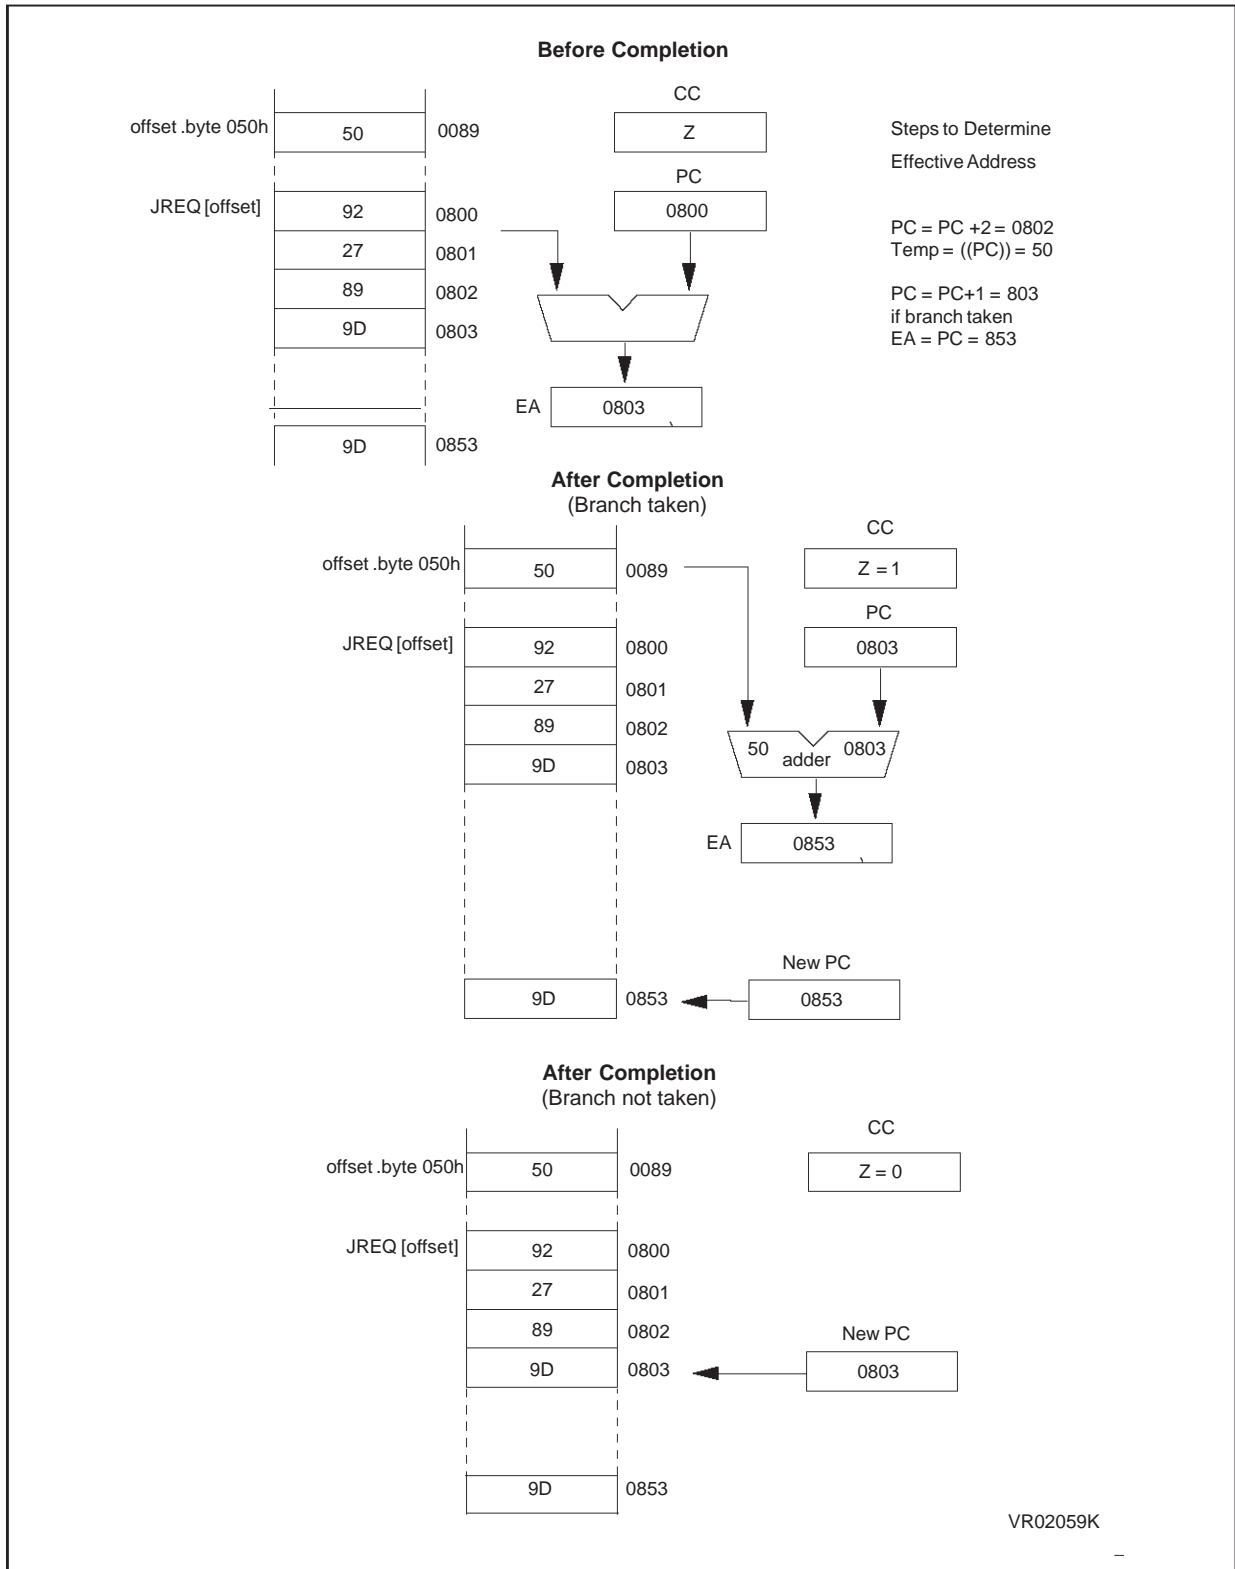 Before Completion
CC
offset .byte 050h 50 0089 Z Steps to Determine
Effective Address
PC
JREQ [offset] 92 0800 0800
PC = PC +2 = 0802
27 0801 Temp = ((PC)) = 50
89 0802 PC = PC+1 = 803
if branch taken
9D 0803 EA = PC = 853
EA 0803
9D 0853
After Completion
(Branch taken)
CC
offset .byte 050h 50 0089 Z = 1
PC
JREQ [offset] 92 0800 0803
27 0801
89 0802
50 adder 0803
9D 0803
EA 0853
New PC
9D 0853 0853
After Completion
(Branch not taken)
CC
offset .byte 050h 50 0089 Z = 0
JREQ [offset] 92 0800
27 0801
89 0802 New PC
9D 0803 0803
9D 0853
VR02059K